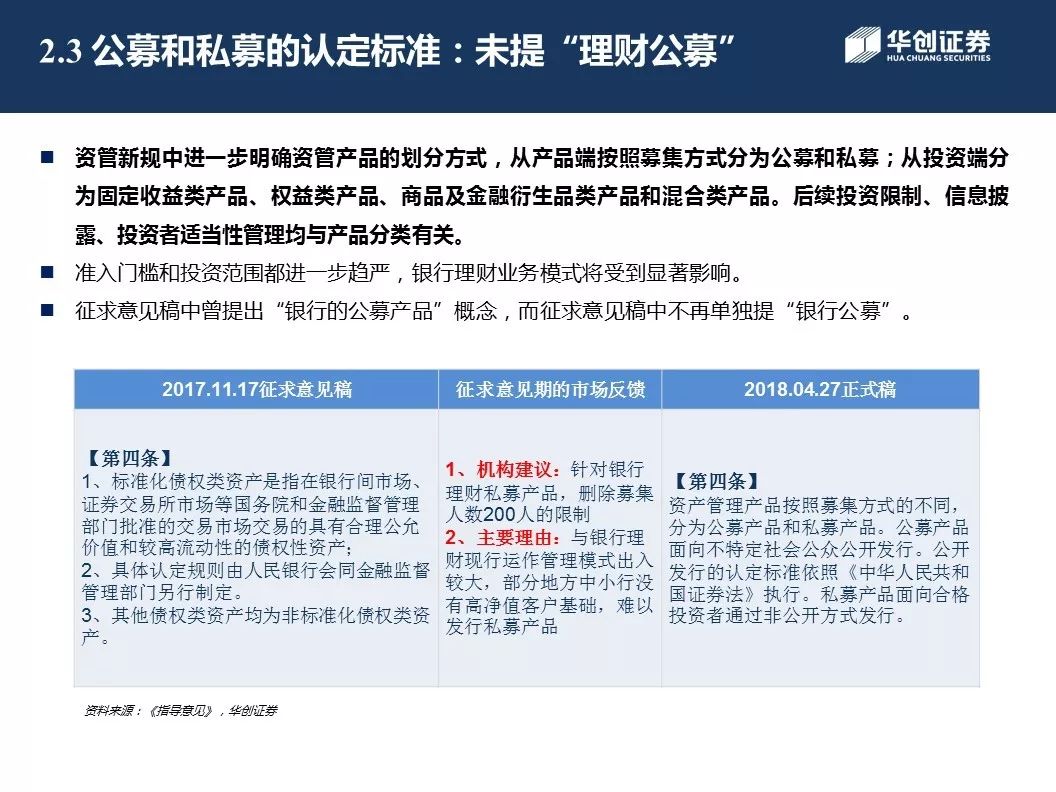 2.3 公募和私募的认定标准：未提“理财公募”
华创证券
HUA CHUANG SECURITIES
资管新规中进一步明确资管产品的划分方式，从产品端按照募集方式分为公募和私募；从投资端分
为固定收益类产品、权益类产品、商品及金融衍生品类产品和混合类产品。后续投资限制、信息披
露、投资者适当性管理均与产品分类有关。
准入门槛和投资范围都进一步趋严，银行理财业务模式将受到显著影响。
征求意见稿中曾提出“银行的公募产品”概念，而征求意见稿中不再单独提“银行公募”。
2017.11.17征求意见稿
【第四条】
1、标准化债权类资产是指在银行间市场、
证券交易所市场等国务院和金融监督管理
部门批准的交易市场交易的具有合理公允
价值和较高流动性的债权性资产；
2、具体认定规则由人民银行会同金融监督
管理部门另行制定。
3、其他债权类资产均为非标准化债权类资
产。
征求意见期的市场反馈
1、机构建议：针对银行
理财私募产品，删除募集
人数200人的限制
2、主要理由：与银行理
财现行运作管理模式出入
较大，部分地方中小行没
有高净值客户基础，难以
发行私募产品
2018.04.27正式稿
【第四条】
资产管理产品按照募集方式的不同，
分为公募产品和私募产品。公募产品
面向不特定社会公众公开发行。公开
发行的认定标准依照《中华人民共和
国证券法》执行。私募产品面向合格
投资者通过非公开方式发行。
资料来源：《指导意见》，华创证券